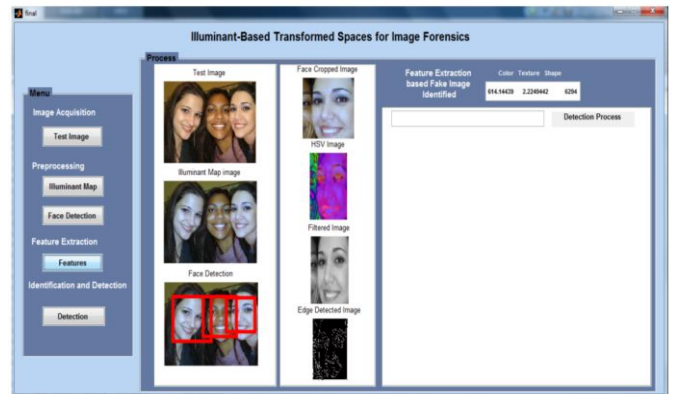 final
Illuminant-Based Transformed Spaces for Image Forensics
Menu
Image Acquisition
Test Image
Preprocessing
Illuminant Map
Face Detection
Feature Extraction
Features
Identification and Detection
Detection
Process
Test Image
Illuminant Map image
Face Detection
Face Cropped Image
HSV Image
Filtered Image
Edge Detected Image
Feature Extraction
based Fake Image
Identified
Color Texture Shape
614.14439 2.2249442 6294
Detection Process